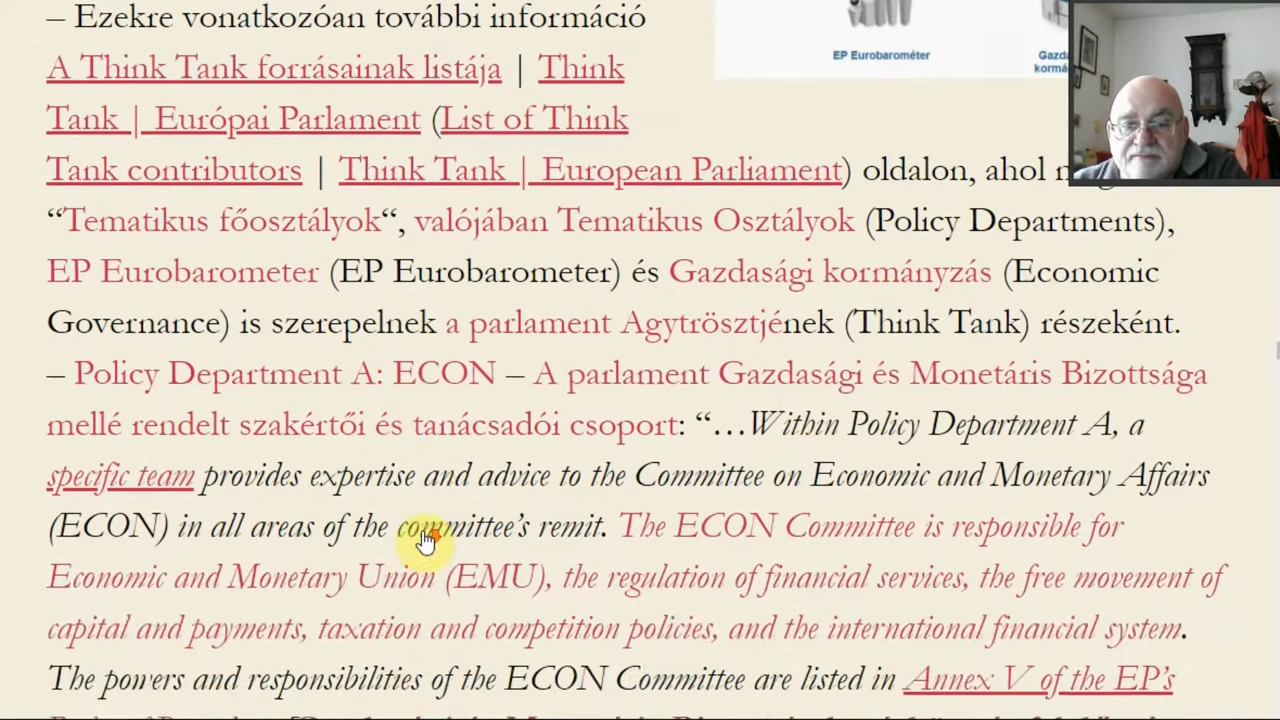 – Ezekre vonatkozóan további információ
EP Eurobarométer
A Think Tank forrásainak listája | Think
Tank | Európai Parlament (List of Think
Tank contributors | Think Tank | European Parliament) oldalon, ahol
“Tematikus főosztályok“, valójában Tematikus Osztályok (Policy Departments),
EP Eurobarometer (EP Eurobarometer) és Gazdasági kormányzás (Economic
Governance) is szerepelnek a parlament Agytrösztjének (Think Tank) részeként.
– Policy Department A: ECON – A parlament Gazdasági és Monetáris Bizottsága
mellé rendelt szakértői és tanácsadói csoport: “…Within Policy Department A, a
specific team provides expertise and advice to the Committee on Economic and Monetary Affairs
(ECON) in all areas of the committee’s remit. The ECON Committee is responsible for
Economic and Monetary Union (EMU), the regulation of financial services, the free movement of
capital and payments, taxation and competition policies, and the international financial system.
The powers and responsibilities of the ECON Committee are listed in Annex V of the EP’s